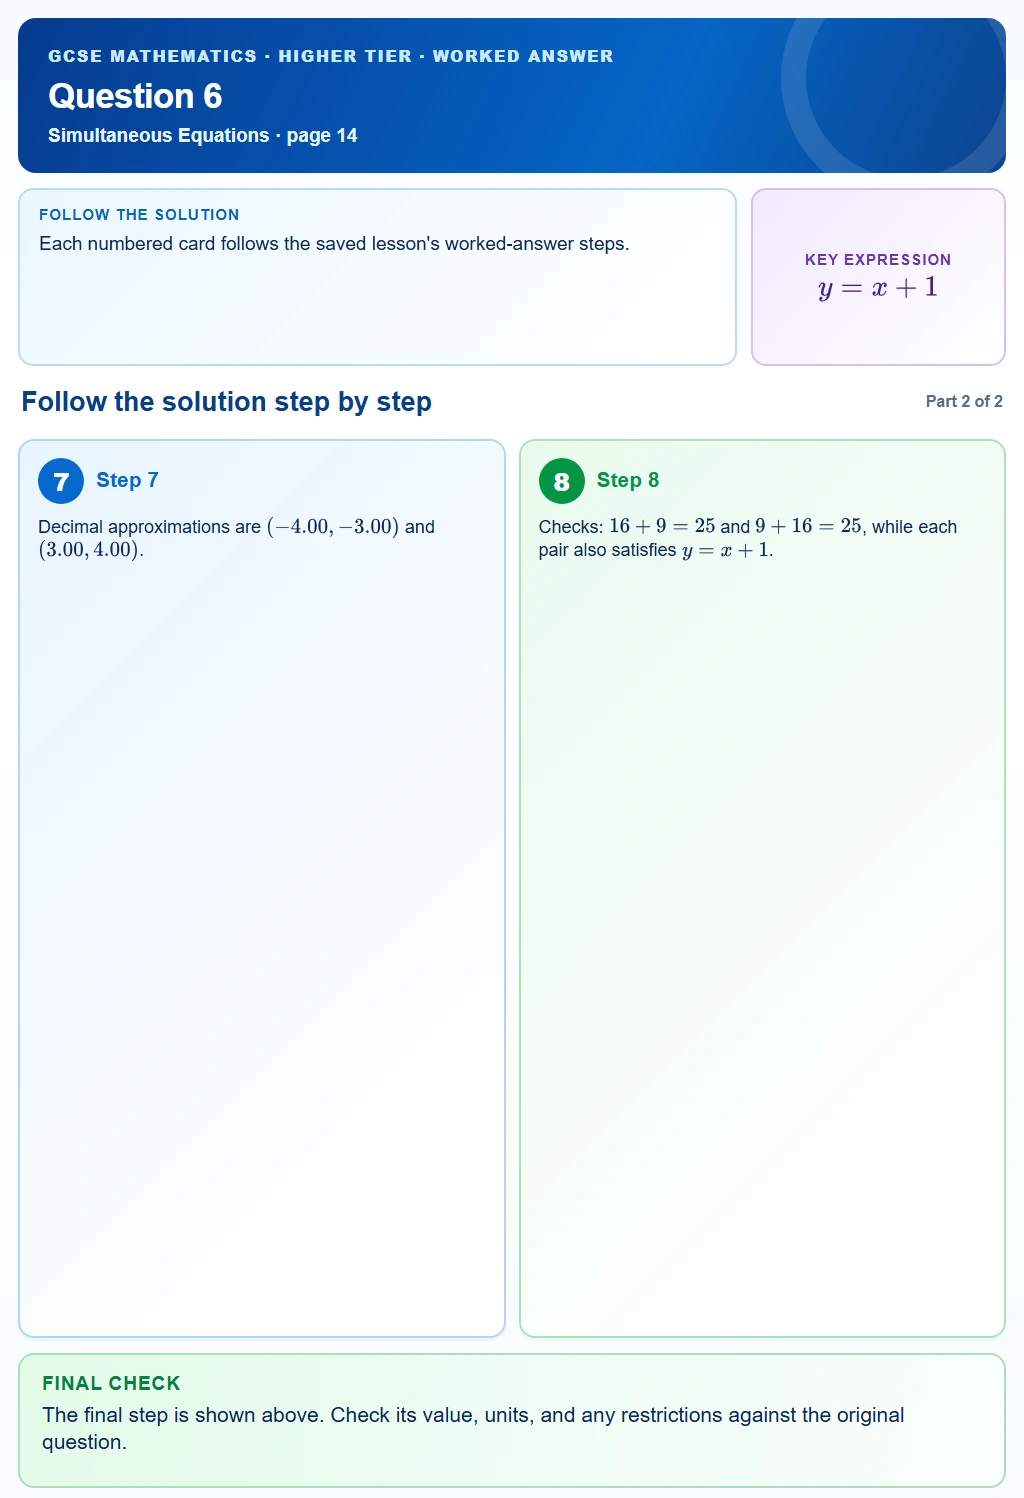 GCSE MATHEMATICS · HIGHER TIER · WORKED ANSWER
Question 6
Simultaneous Equations · page 14
FOLLOW THE SOLUTION
Each numbered card follows the saved lesson's worked-answer steps.
KEY EXPRESSION
y = x + 1
Follow the solution step by step
Part 2 of 2
7 Step 7
Decimal approximations are (−4.00, −3.00) and
(3.00, 4.00).
8 Step 8
Checks: 16 + 9 = 25 and 9 + 16 = 25, while each
pair also satisfies y = x + 1.
FINAL CHECK
The final step is shown above. Check its value, units, and any restrictions against the original
question.